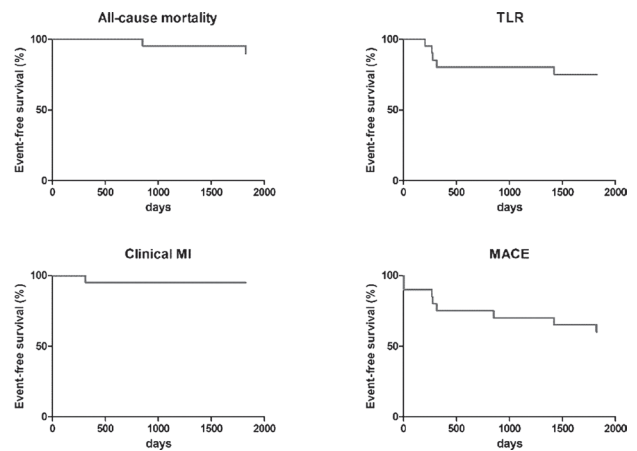 All-cause mortality
Event-free survival (%)
100
50
0
0 500 1000 1500 2000
days
TLR
Event-free survival (%)
100
50
0
0 500 1000 1500 2000
days
Clinical MI
Event-free survival (%)
100
50
0
0 500 1000 1500 2000
days
MACE
Event-free survival (%)
100
50
0
0 500 1000 1500 2000
days